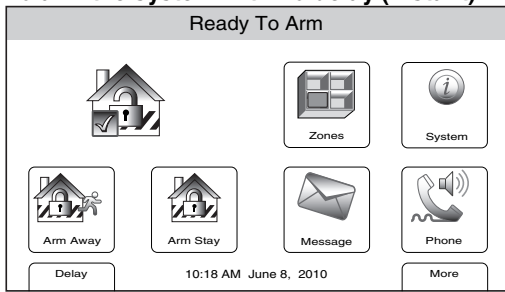 Ready To Arm
Zones
System
Arm Away
Arm Stay
Message
Phone
Delay
10:18 AM June 8, 2010
More